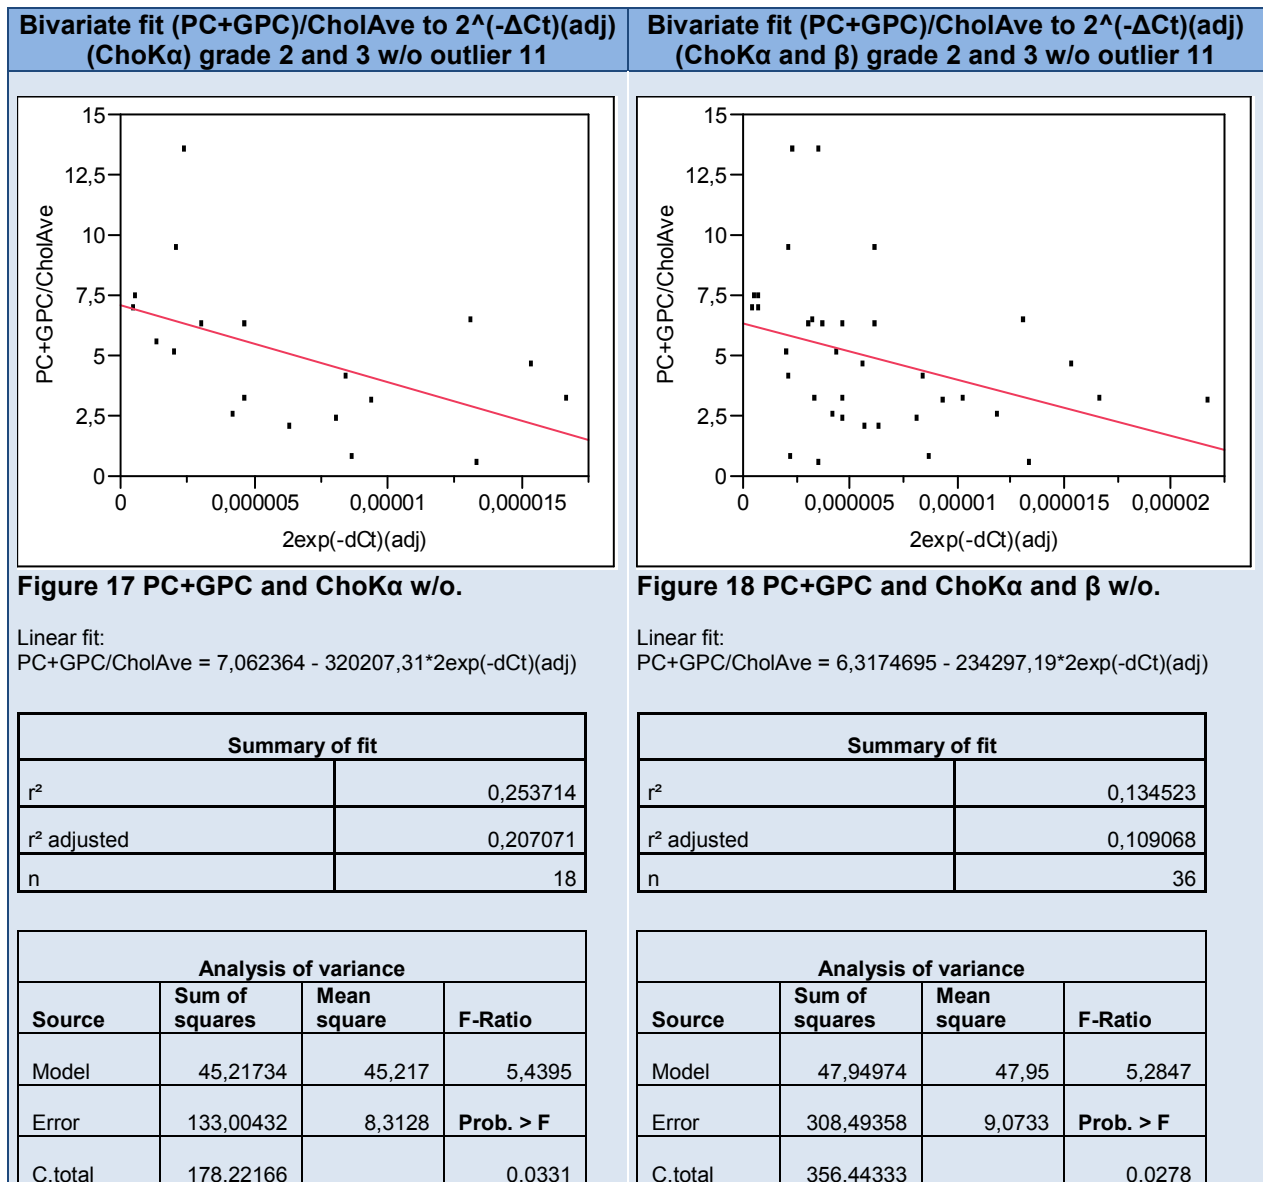 Bivariate fit (PC+GPC)/CholAve to 2^(-ΔCt)(adj)
(ChoKα) grade 2 and 3 w/o outlier 11
15
12,5
10
7,5
5
2,5
0
PC+GPC/CholAve
0 0,000005 0,00001 0,000015
2exp(-dCt)(adj)
Figure 17 PC+GPC and ChoKα w/o.
Linear fit:
PC+GPC/CholAve = 7,062364 - 320207,31*2exp(-dCt)(adj)
Summary of fit
r² 0,253714
r² adjusted 0,207071
n 18
Analysis of variance
Source Sum of squares Mean square F-Ratio
Model 45,21734 45,217 5,4395
Error 133,00432 8,3128 Prob. > F
C.total 178,22166 0,0331
Bivariate fit (PC+GPC)/CholAve to 2^(-ΔCt)(adj)
(ChoKα and β) grade 2 and 3 w/o outlier 11
15
12,5
10
7,5
5
2,5
0
PC+GPC/CholAve
0 0,000005 0,00001 0,000015 0,00002
2exp(-dCt)(adj)
Figure 18 PC+GPC and ChoKα and β w/o.
Linear fit:
PC+GPC/CholAve = 6,3174695 - 234297,19*2exp(-dCt)(adj)
Summary of fit
r² 0,134523
r² adjusted 0,109068
n 36
Analysis of variance
Source Sum of squares Mean square F-Ratio
Model 47,94974 47,95 5,2847
Error 308,49358 9,0733 Prob. > F
C.total 356,44333 0,0278